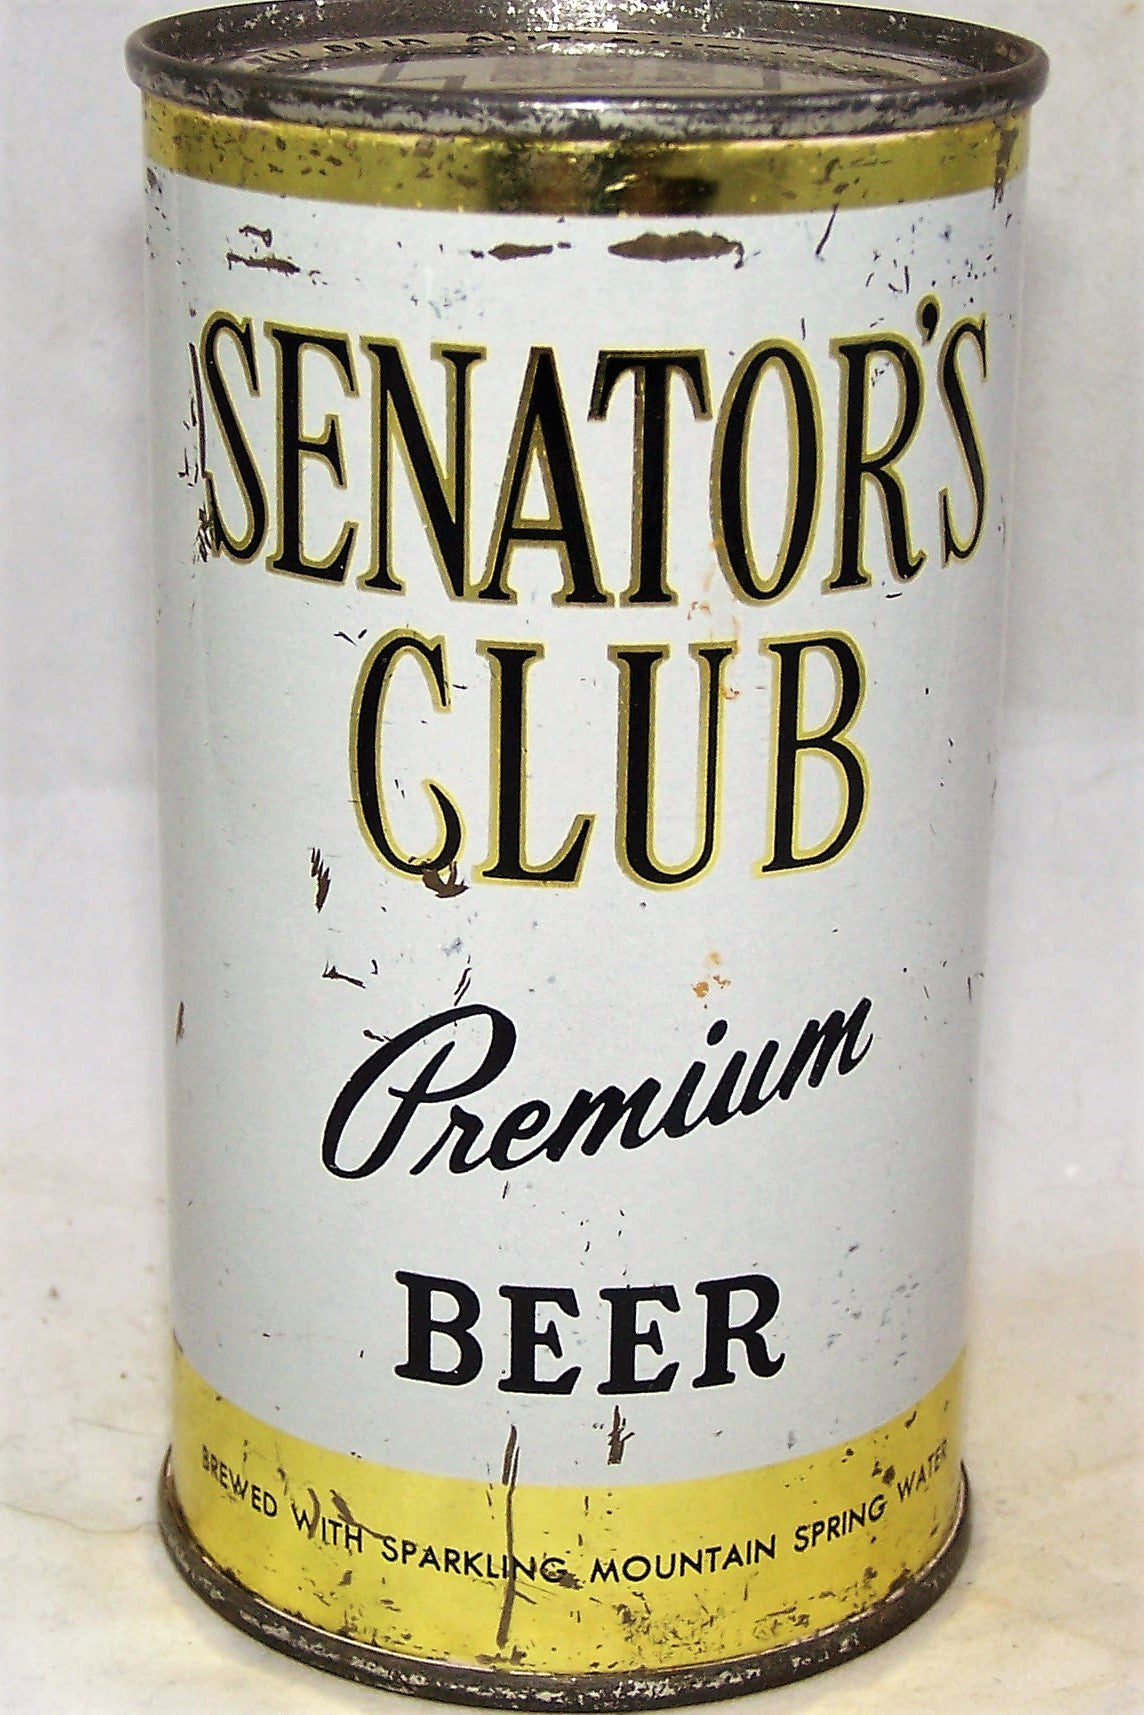 SENATOR'S
CLUB
Premium
BEER
BREWED WITH SPARKLING MOUNTAIN SPRING WATER